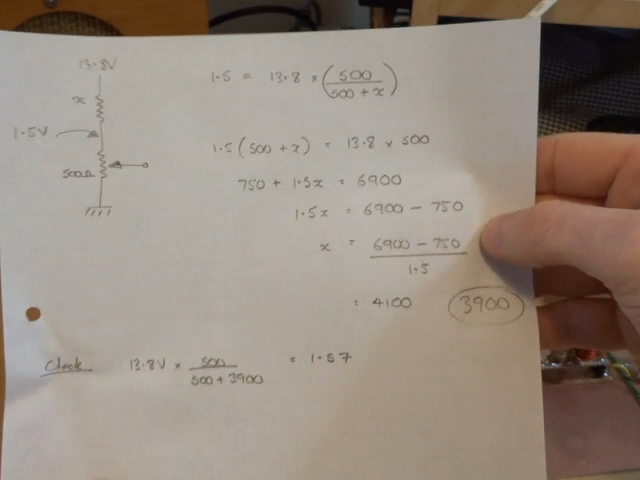 13.8V
x
1.5V
500Ω
1.5 = 13.8 × (500 / 500 + x)
1.5(500 + x) = 13.8 × 500
750 + 1.5x = 6900
1.5x = 6900 - 750
x = 6900 - 750 / 1.5
= 4100 3900
Check 13.8V × 500 / 500 + 3900 = 1.57